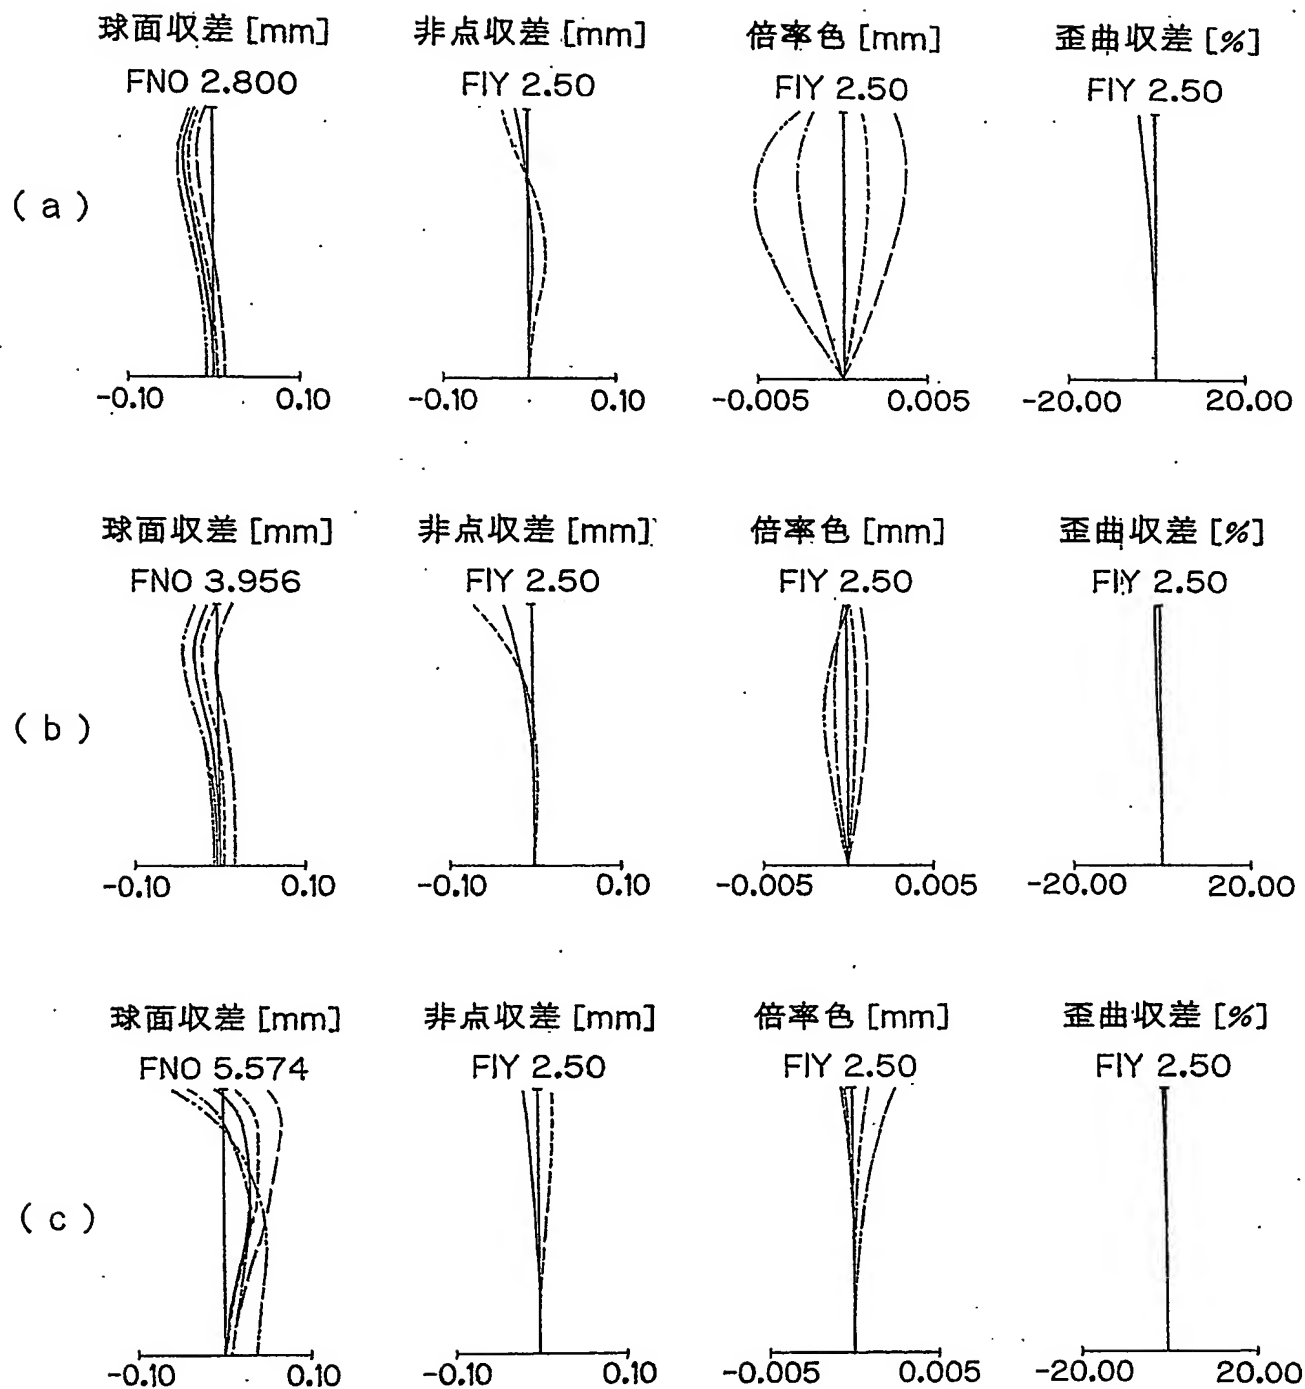 球面収差 [mm] 非点収差 [mm] 倍率色 [mm] 歪曲収差 [%]
FNO 2.800 FIY 2.50 FIY 2.50 FIY 2.50
( a )
-0.10 0.10 -0.10 0.10 -0.005 0.005 -20.00 20.00
球面収差 [mm] 非点収差 [mm] 倍率色 [mm] 歪曲収差 [%]
FNO 3.956 FIY 2.50 FIY 2.50 FIY 2.50
( b )
-0.10 0.10 -0.10 0.10 -0.005 0.005 -20.00 20.00
球面収差 [mm] 非点収差 [mm] 倍率色 [mm] 歪曲収差 [%]
FNO 5.574 FIY 2.50 FIY 2.50 FIY 2.50
( c )
-0.10 0.10 -0.10 0.10 -0.005 0.005 -20.00 20.00